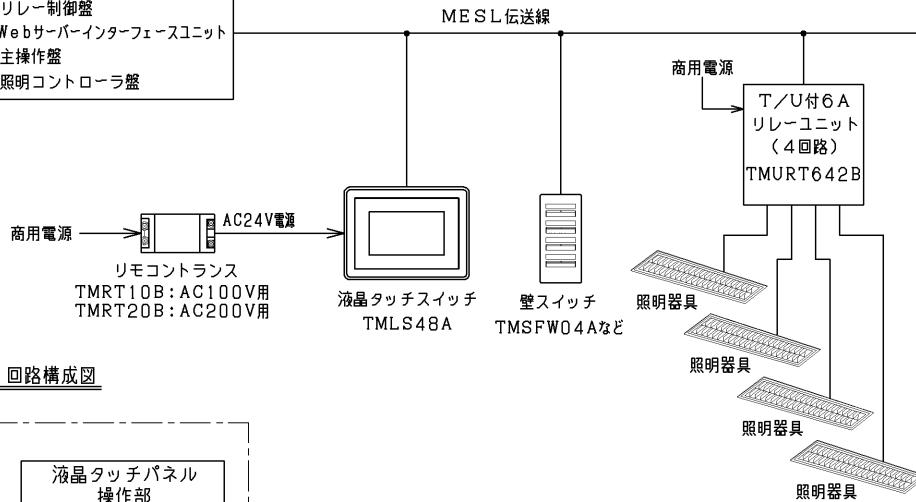 リレー制御盤
Webサーバーインターフェースユニット
主操作盤
照明コントローラ盤
MESL伝送線
商用電源
T/U付6A
リレーユニット
(4回路)
TMURT642B
商用電源
AC24V電源
リモコントランス
TMRT10B:AC100V用
TMRT20B:AC200V用
液晶タッチスイッチ
TMLS48A
壁スイッチ
TMSFW04Aなど
照明器具
照明器具
照明器具
照明器具
回路構成図
液晶タッチパネル
操作部